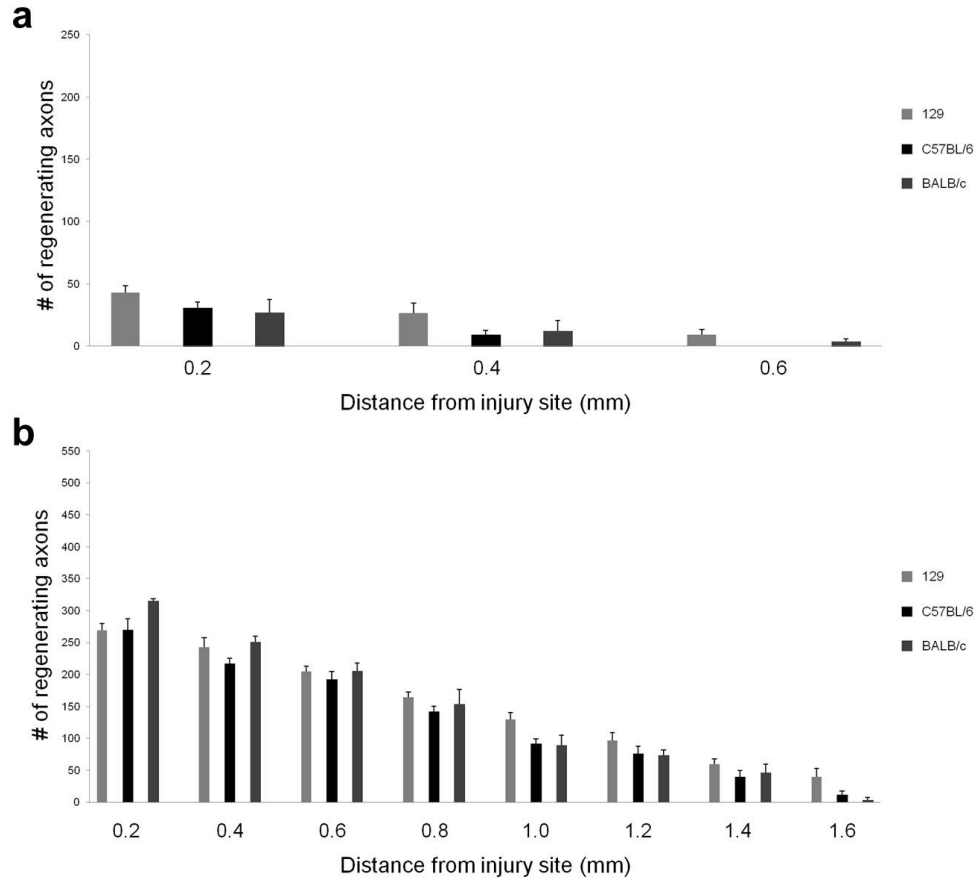 a
250
200
150
100
50
0
# of regenerating axons
129
C57BL/6
BALB/c
0.2 0.4 0.6
Distance from injury site (mm)
b
550
500
450
400
350
300
250
200
150
100
50
0
# of regenerating axons
129
C57BL/6
BALB/c
0.2 0.4 0.6 0.8 1.0 1.2 1.4 1.6
Distance from injury site (mm)